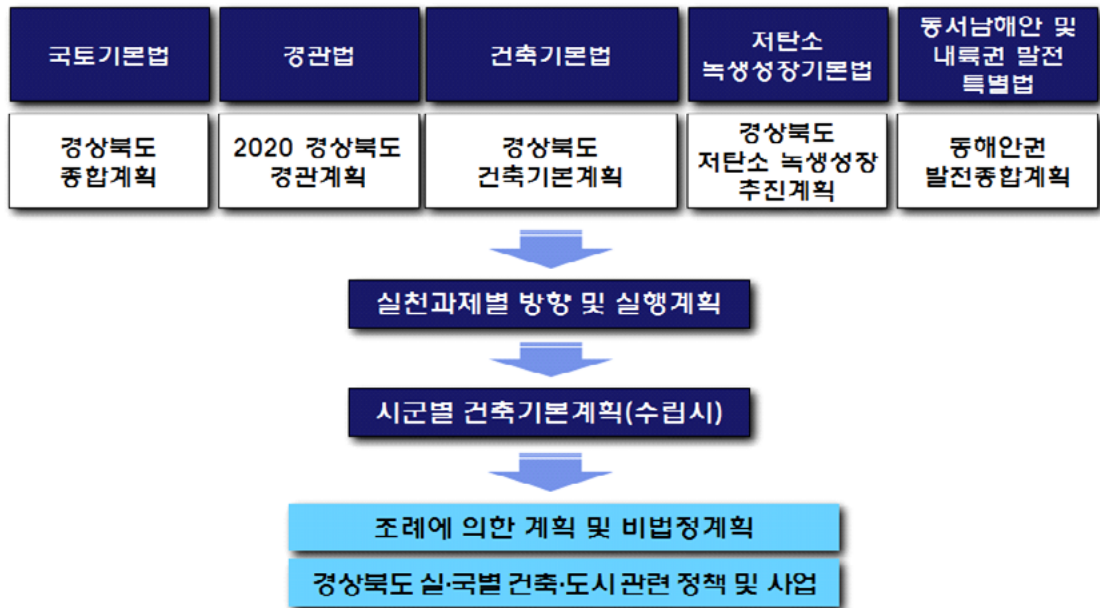 국토기본법
경관법
건축기본법
저탄소
녹생성장기본법
동서남해안 및
내륙권 발전
특별법
경상북도
종합계획
2020 경상북도
경관계획
경상북도
건축기본계획
경상북도
저탄소 녹생성장
추진계획
동해안권
발전종합계획
실천과제별 방향 및 실행계획
시군별 건축기본계획(수립시)
조례에 의한 계획 및 비법정계획
경상북도 실·국별 건축·도시 관련 정책 및 사업